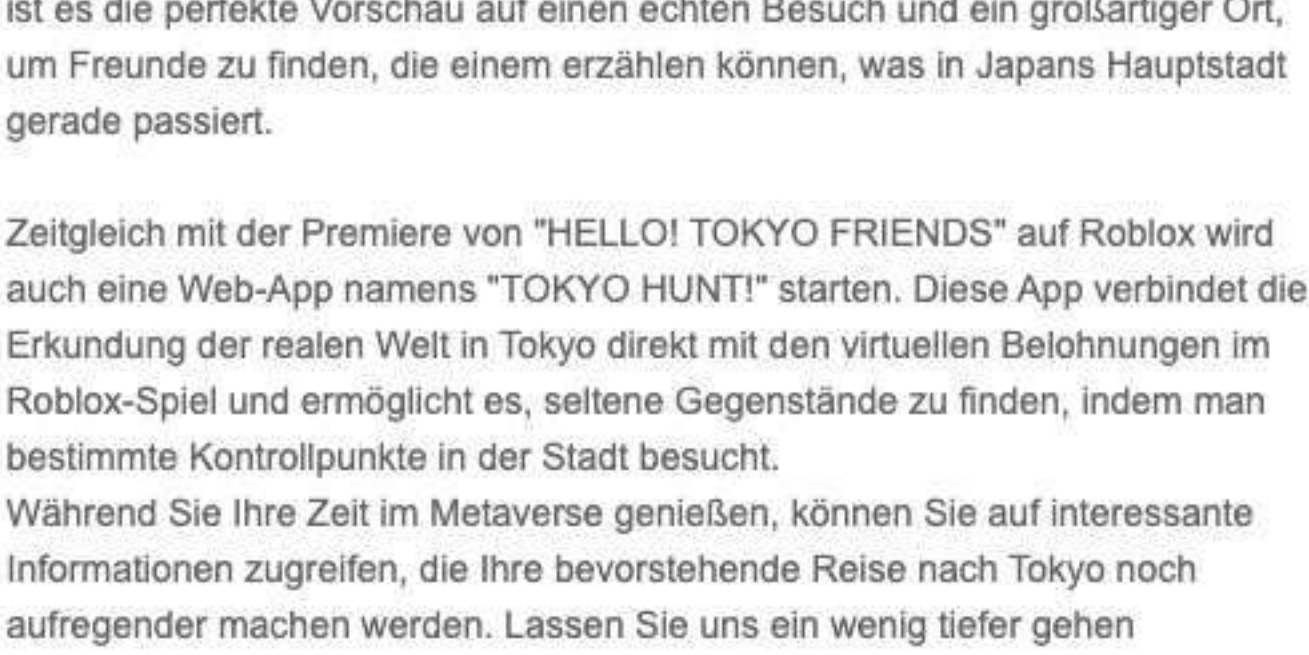 ist es die perfekte Vorschau auf einen echten Besuch und ein großartiger Ort,
um Freunde zu finden, die einem erzählen können, was in Japans Hauptstadt
gerade passiert.
Zeitgleich mit der Premiere von "HELLO! TOKYO FRIENDS" auf Roblox wird
auch eine Web-App namens "TOKYO HUNT!" starten. Diese App verbindet die
Erkundung der realen Welt in Tokyo direkt mit den virtuellen Belohnungen im
Roblox-Spiel und ermöglicht es, seltene Gegenstände zu finden, indem man
bestimmte Kontrollpunkte in der Stadt besucht.
Während Sie Ihre Zeit im Metaverse genießen, können Sie auf interessante
Informationen zugreifen, die Ihre bevorstehende Reise nach Tokyo noch
aufregender machen werden. Lassen Sie uns ein wenig tiefer gehen